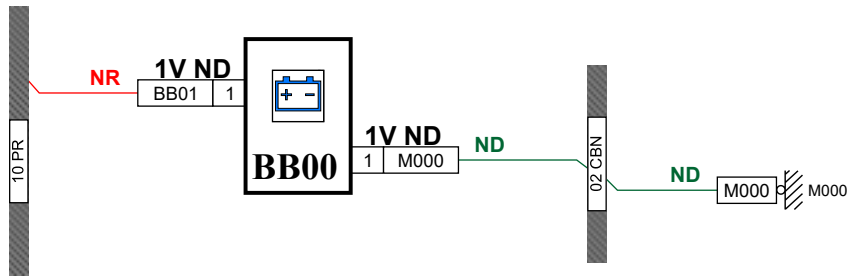 10 PR
NR
1V ND
BB01 1
+ -
BB00
1V ND
1 M000
ND
02 CBN
ND
M000
M000